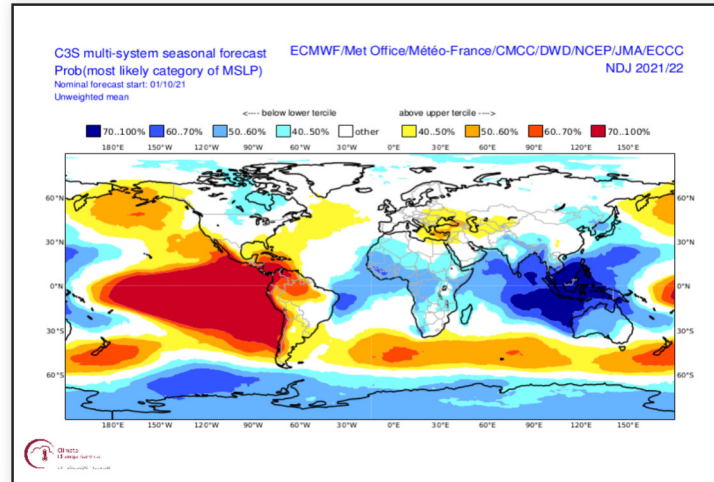 C3S multi-system seasonal forecast
Prob(most likely category of MSLP)
Nominal forecast start: 01/10/21
Unweighted mean
ECMWF/Met Office/Météo-France/CMCC/DWD/NCEP/JMA/ECCC
NDJ 2021/22
<---- below lower tercile above upper tercile ---->
70..100% 60..70% 50..60% 40..50% other 40..50% 50..60% 60..70% 70..100%
180°E 150°W 120°W 90°W 60°W 30°W 0°E 30°E 60°E 90°E 120°E 150°E
60°N 60°N
30°N 30°N
0°N 0°N
30°S 30°S
60°S 60°S
180°E 150°W 120°W 90°W 60°W 30°W 0°E 30°E 60°E 90°E 120°E 150°E
Climate
Change Service